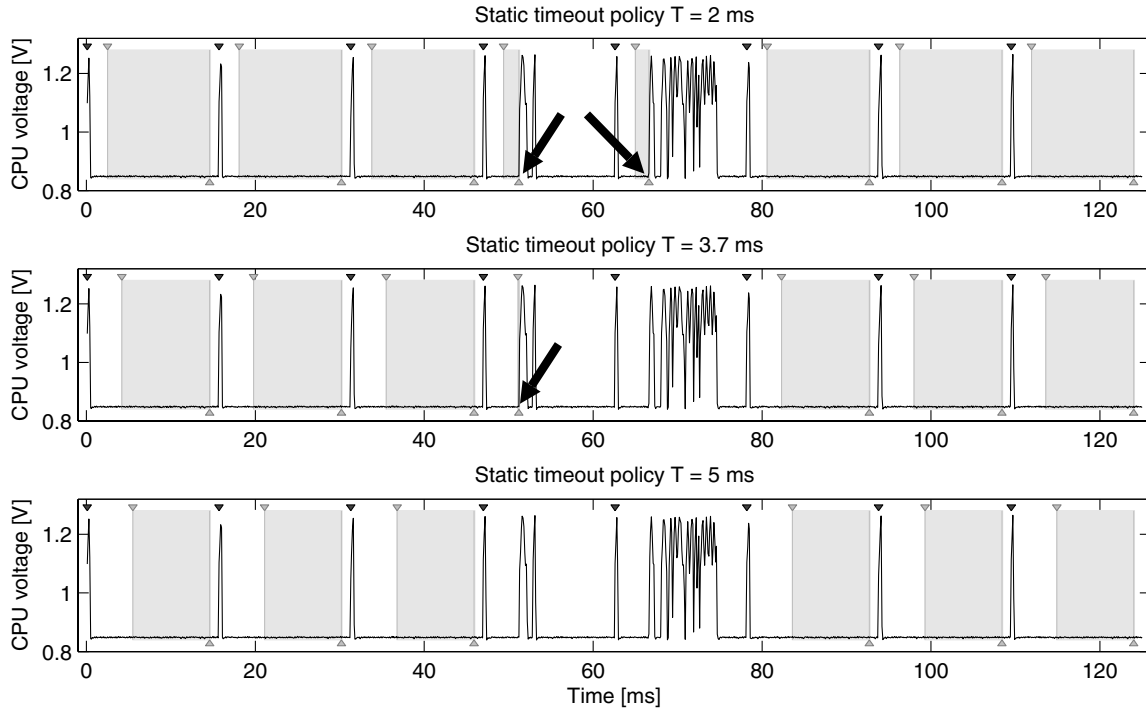 Static timeout policy T = 2 ms
CPU voltage [V]
1.2
1
0.8
0 20 40 60 80 100 120
Static timeout policy T = 3.7 ms
CPU voltage [V]
1.2
1
0.8
0 20 40 60 80 100 120
Static timeout policy T = 5 ms
CPU voltage [V]
1.2
1
0.8
0 20 40 60 80 100 120
Time [ms]